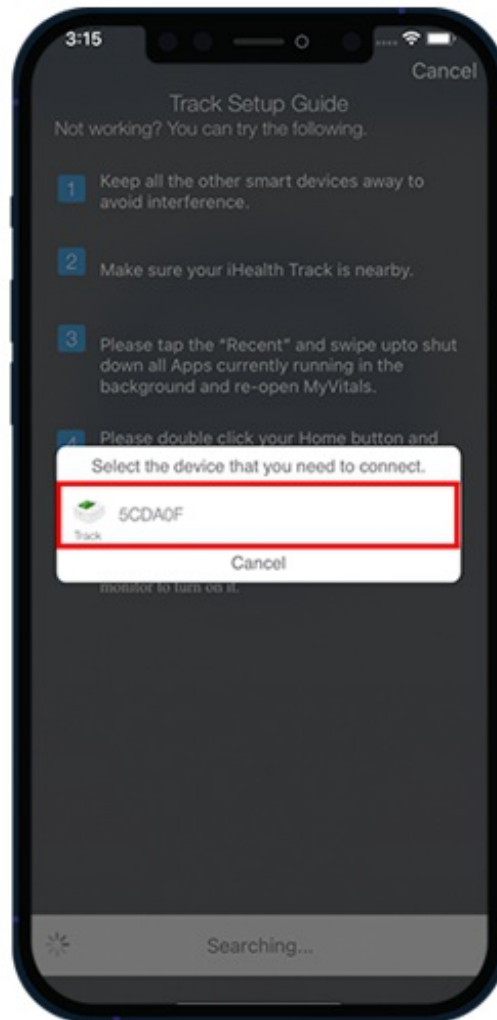 3:15
Cancel
Track Setup Guide
Not working? You can try the following.
1 Keep all the other smart devices away to
avoid interference.
2 Make sure your iHealth Track is nearby.
3 Please tap the "Recent" and swipe upto shut
down all Apps currently running in the
background and re-open MyVitals.
4 Please double click your Home button and
Select the device that you need to connect.
5CDA0F
Track
Cancel
monitor to turn on it.
Searching...